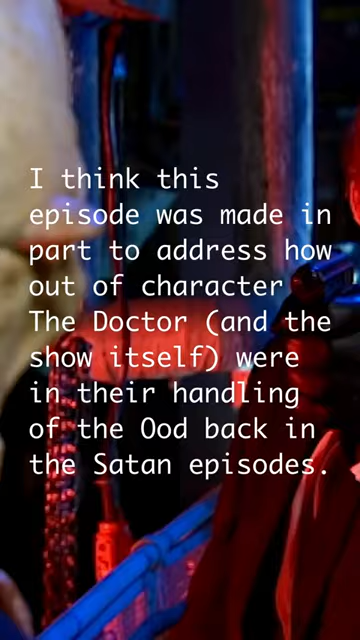 I think this
episode was made in
part to address how
out of character
The Doctor (and the
show itself) were
in their handling
of the Ood back in
the Satan episodes.